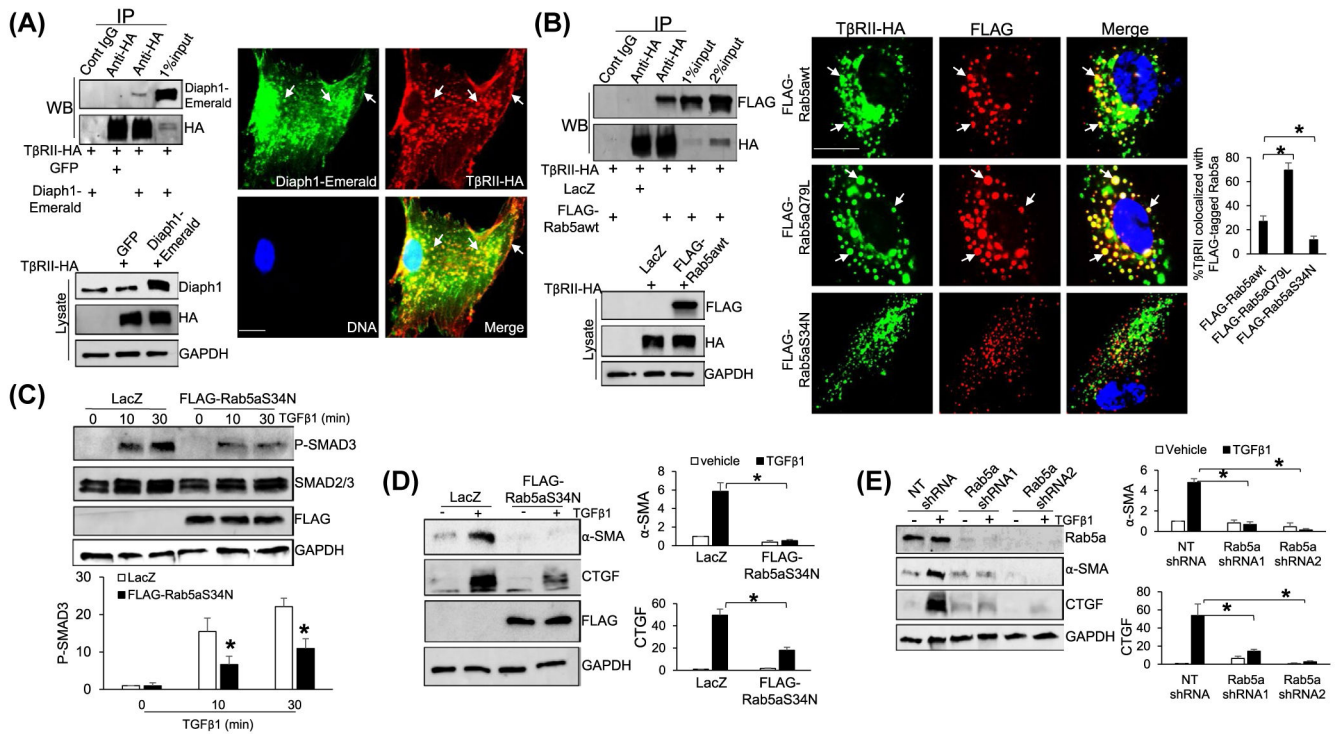 (A)
IP
Cont IgG
Anti-HA
Anti-HA
1%input
WB
Diaph1-
Emerald
HA
TβRII-HA + + + +
GFP +
Diaph1-
Emerald + + +
GFP
Diaph1-
Emerald
TβRII-HA + +
Lysate
Diaph1
HA
GAPDH
Diaph1-Emerald
TβRII-HA
DNA
Merge
(B)
IP
Cont IgG
Anti-HA
Anti-HA
1%input
2%input
WB
FLAG
HA
TβRII-HA + + + + +
LacZ +
FLAG-
Rab5awt + + + +
LacZ
FLAG-
Rab5awt
TβRII-HA + +
Lysate
FLAG
HA
GAPDH
TβRII-HA
FLAG
Merge
FLAG-
Rab5awt
FLAG-
Rab5aQ79L
FLAG-
Rab5aS34N
%TβRII colocalized with
FLAG-tagged Rab5a
80
60
40
20
0
*
*
FLAG-Rab5awt
FLAG-Rab5aQ79L
FLAG-Rab5aS34N
(C)
LacZ FLAG-Rab5aS34N
0 10 30 0 10 30 TGFβ1 (min)
P-SMAD3
SMAD2/3
FLAG
GAPDH
P-SMAD3
30
20
10
0
LacZ
FLAG-Rab5aS34N
*
*
0 10 30
TGFβ1 (min)
(D)
LacZ
FLAG-
Rab5aS34N
- + - + TGFβ1
α-SMA
CTGF
FLAG
GAPDH
vehicle TGFβ1
α-SMA
8
6
4
2
0
*
LacZ FLAG-
Rab5aS34N
CTGF
60
40
20
0
*
LacZ FLAG-
Rab5aS34N
(E)
NT
shRNA
Rab5a
shRNA1
Rab5a
shRNA2
- + - + - + TGFβ1
Rab5a
α-SMA
CTGF
GAPDH
Vehicle TGFβ1
α-SMA
6
4
2
0
*
*
NT Rab5a Rab5a
shRNA shRNA1 shRNA2
CTGF
80
60
40
20
0
*
*
NT Rab5a Rab5a
shRNA shRNA1 shRNA2